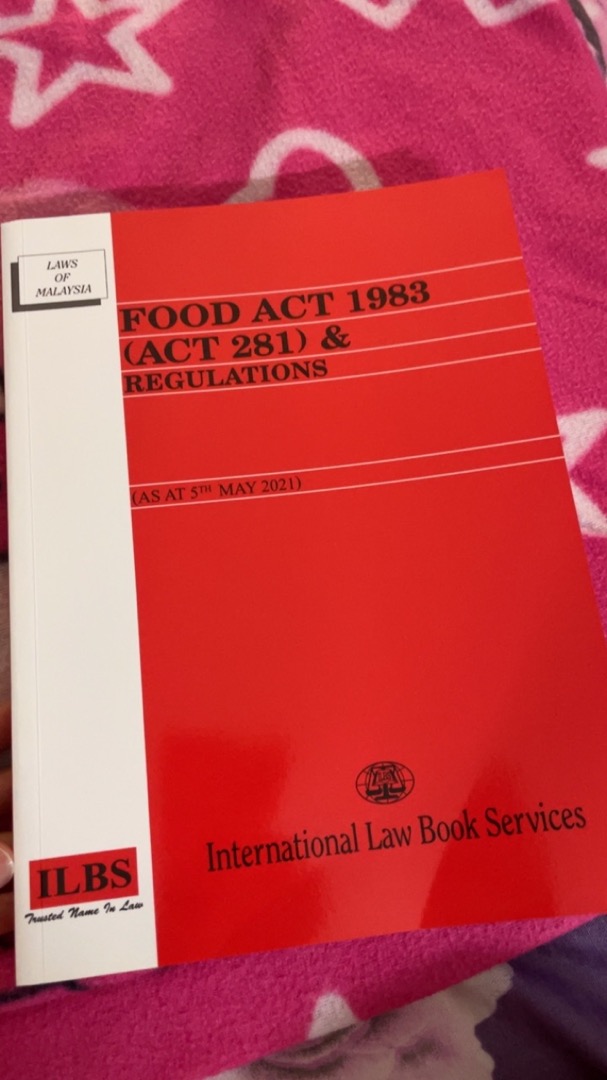 LAWS
OF
MALAYSIA
FOOD ACT 1983
(ACT 281) &
REGULATIONS
(AS AT 5TH MAY 2021)
International Law Book Services
ILBS
Trusted Name In Law